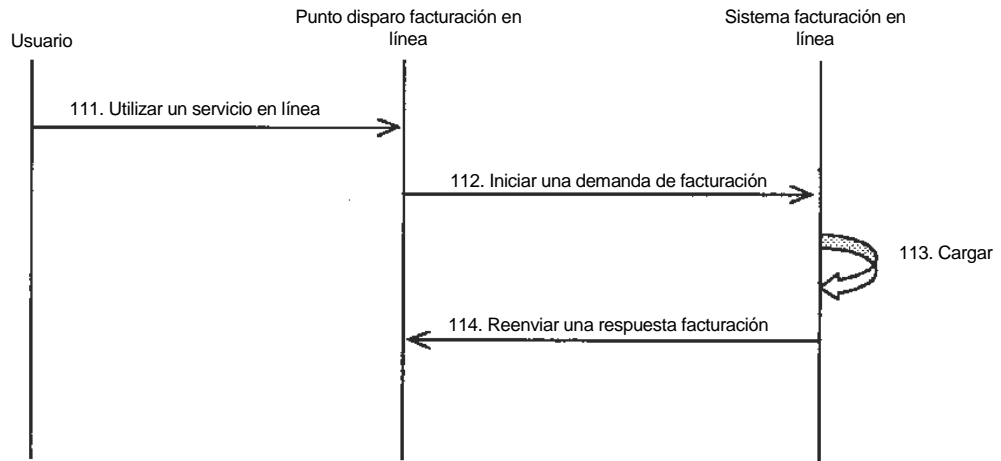 Usuario
Punto disparo facturación en
línea
Sistema facturación en
línea
111. Utilizar un servicio en línea
112. Iniciar una demanda de facturación
113. Cargar
114. Reenviar una respuesta facturación